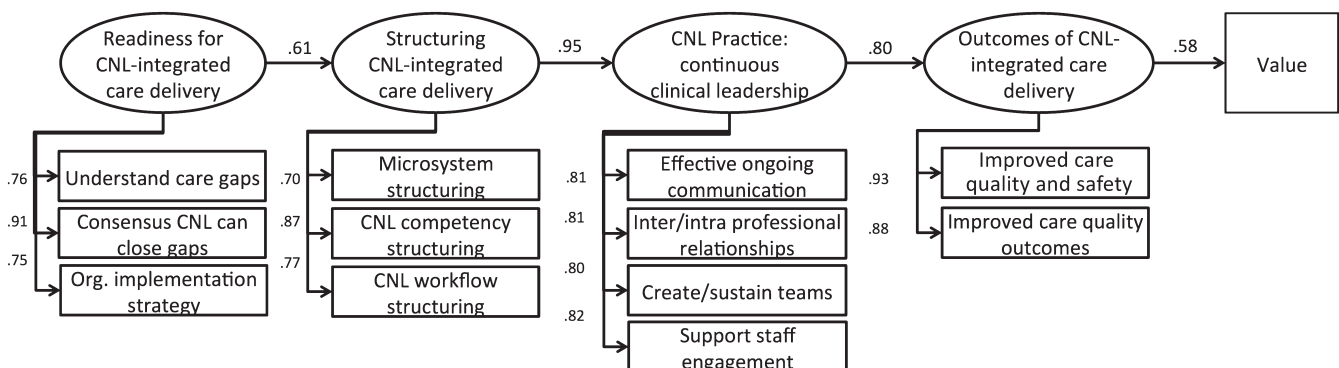 Readiness for
CNL-integrated
care delivery
.61
Structuring
CNL-integrated
care delivery
.95
CNL Practice:
continuous
clinical leadership
.80
Outcomes of CNL-
integrated care
delivery
.58
Value
.76
Understand care gaps
.91
Consensus CNL can
close gaps
.75
Org. implementation
strategy
.70
Microsystem
structuring
.87
CNL competency
structuring
.77
CNL workflow
structuring
.81
Effective ongoing
communication
.81
Inter/intra professional
relationships
.80
Create/sustain teams
.82
Support staff
engagement
.93
Improved care
quality and safety
.88
Improved care quality
outcomes